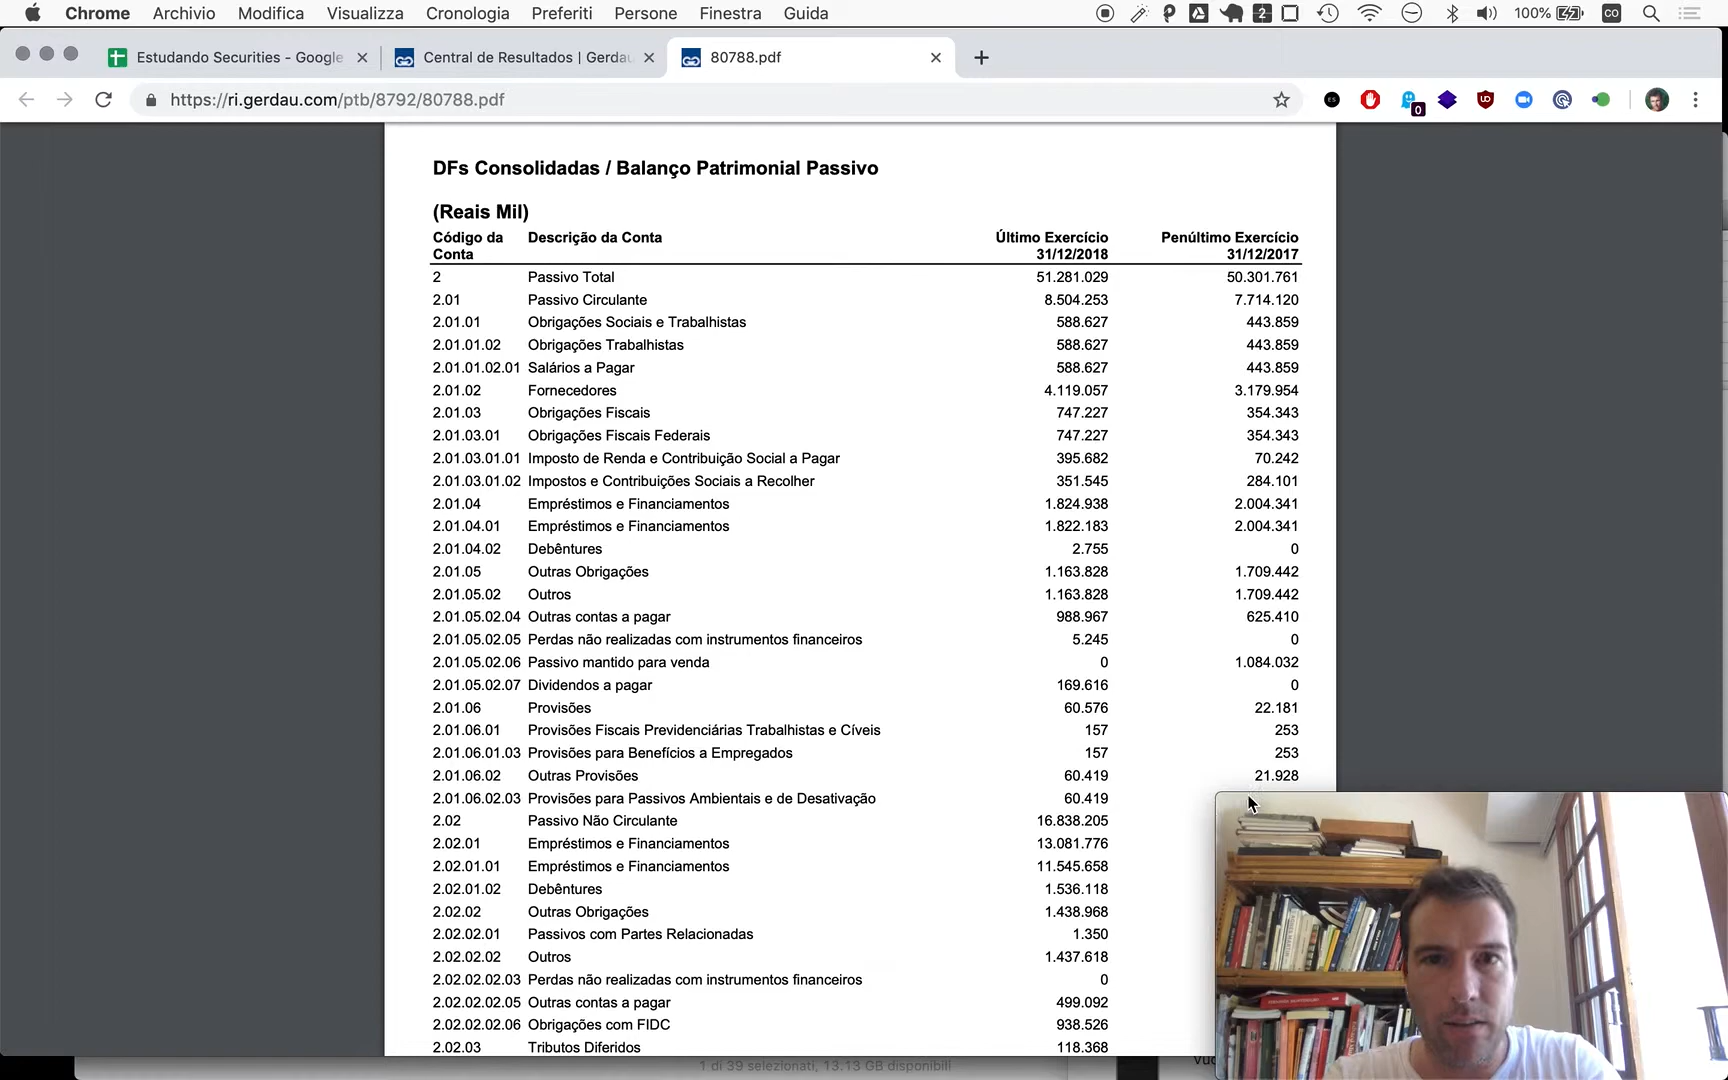 Chrome Archivio Modifica Visualizza Cronologia Preferiti Persone Finestra Guida 2 100% CO
Estudando Securities - Google Central de Resultados | Gerdau 80788.pdf
https://ri.gerdau.com/ptb/8792/80788.pdf 0
DFs Consolidadas / Balanço Patrimonial Passivo
(Reais Mil)
Código da Descrição da Conta Último Exercício Penúltimo Exercício
Conta 31/12/2018 31/12/2017
2 Passivo Total 51.281.029 50.301.761
2.01 Passivo Circulante 8.504.253 7.714.120
2.01.01 Obrigações Sociais e Trabalhistas 588.627 443.859
2.01.01.02 Obrigações Trabalhistas 588.627 443.859
2.01.01.02.01 Salários a Pagar 588.627 443.859
2.01.02 Fornecedores 4.119.057 3.179.954
2.01.03 Obrigações Fiscais 747.227 354.343
2.01.03.01 Obrigações Fiscais Federais 747.227 354.343
2.01.03.01.01 Imposto de Renda e Contribuição Social a Pagar 395.682 70.242
2.01.03.01.02 Impostos e Contribuições Sociais a Recolher 351.545 284.101
2.01.04 Empréstimos e Financiamentos 1.824.938 2.004.341
2.01.04.01 Empréstimos e Financiamentos 1.822.183 2.004.341
2.01.04.02 Debêntures 2.755 0
2.01.05 Outras Obrigações 1.163.828 1.709.442
2.01.05.02 Outros 1.163.828 1.709.442
2.01.05.02.04 Outras contas a pagar 988.967 625.410
2.01.05.02.05 Perdas não realizadas com instrumentos financeiros 5.245 0
2.01.05.02.06 Passivo mantido para venda 0 1.084.032
2.01.05.02.07 Dividendos a pagar 169.616 0
2.01.06 Provisões 60.576 22.181
2.01.06.01 Provisões Fiscais Previdenciárias Trabalhistas e Cíveis 157 253
2.01.06.01.03 Provisões para Benefícios a Empregados 157 253
2.01.06.02 Outras Provisões 60.419 21.928
2.01.06.02.03 Provisões para Passivos Ambientais e de Desativação 60.419
2.02 Passivo Não Circulante 16.838.205
2.02.01 Empréstimos e Financiamentos 13.081.776
2.02.01.01 Empréstimos e Financiamentos 11.545.658
2.02.01.02 Debêntures 1.536.118
2.02.02 Outras Obrigações 1.438.968
2.02.02.01 Passivos com Partes Relacionadas 1.350
2.02.02.02 Outros 1.437.618
2.02.02.02.03 Perdas não realizadas com instrumentos financeiros 0
2.02.02.02.05 Outras contas a pagar 499.092
2.02.02.02.06 Obrigações com FIDC 938.526
2.02.03 Tributos Diferidos 118.368
1 di 39 selezionati, 13.13 GB disponibili